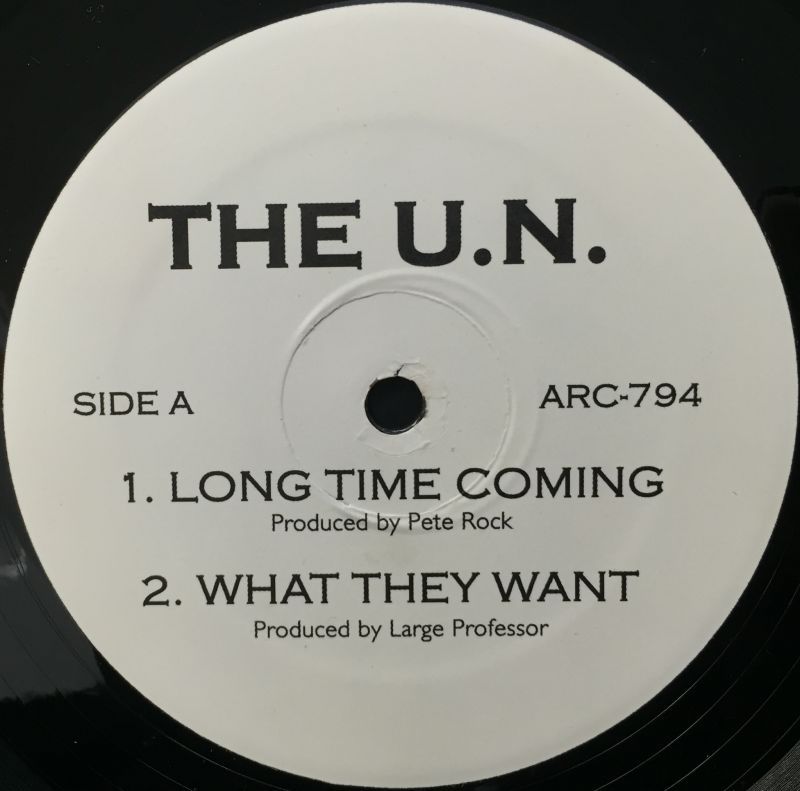 THE U.N.
SIDE A
ARC-794
1. LONG TIME COMING
Produced by Pete Rock
2. WHAT THEY WANT
Produced by Large Professor